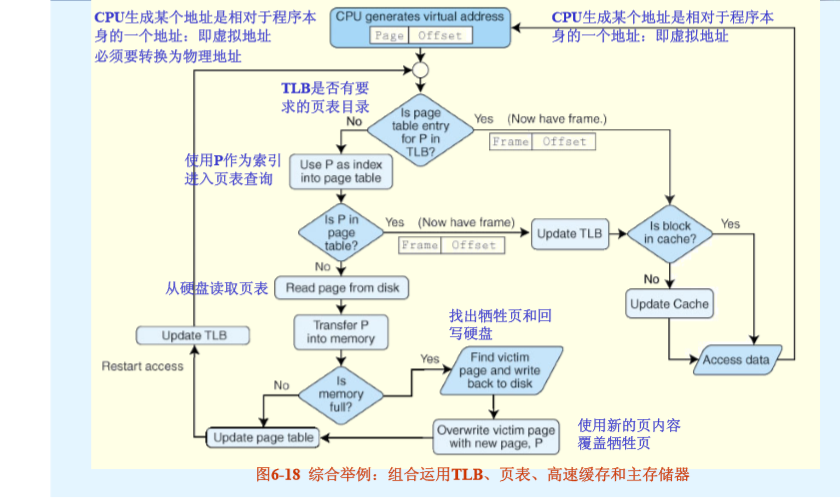 CPU生成某个地址是相对于程序本
身的一个地址：即虚拟地址
必须要转换为物理地址
CPU generates virtual address
Page Offset
CPU生成某个地址是相对于程序本
身的一个地址：即虚拟地址
TLB是否有要
求的页表目录
No
Is page
table entry
for P in
TLB?
Yes (Now have frame.)
Frame Offset
使用P作为索引
进入页表查询
Use P as index
into page table
Is P in
page
table?
Yes (Now have frame)
Frame Offset
Update TLB
Is block
in cache?
Yes
No
No
从硬盘读取页表
Read page from disk
Update Cache
Transfer P
into memory
找出牺牲页和回
写硬盘
Update TLB
Restart access
Yes
Find victim
page and write
back to disk
Access data
No
Is
memory
full?
Update page table
Overwrite victim page
with new page, P
使用新的页内容
覆盖牺牲页
图6-18 综合举例：组合运用TLB、页表、高速缓存和主存储器